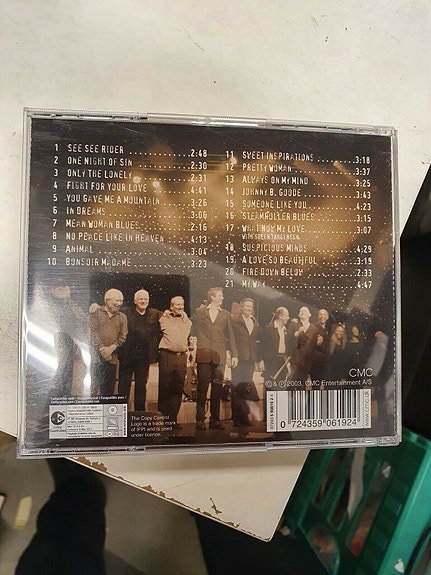 1 SEE SEE RIDER 2:48
2 ONE NIGHT OF SIN 2:30
3 ONLY THE LONELY 2:31
4 FIGHT FOR YOUR LOVE 4:41
5 YOU GAVE ME A MOUNTAIN 3:26
6 IN DREAMS 3:06
7 MEAN WOMAN BLUES 2:16
8 NO PEACE LIKE IN HEAVEN 4:13
9 ANIMAL 3:04
10 BONSOIR MADAME 3:23
11 SWEET INSPIRATIONS 3:18
12 PRETTY WOMAN 3:37
13 ALWAYS ON MY MIND 3:25
14 JOHNNY B. GOODE 3:43
15 SOMEONE LIKE YOU 4:23
16 STEAMROLLER BLUES 3:15
17 WHAT NOW MY LOVE 3:07
18 SUSPICIOUS MINDS 4:29
19 A LOVE SO BEAUTIFUL 3:19
20 FIRE DOWN BELOW 2:33
21 MY WAY 4:47
CMC
© & ℗ 2003, CMC Entertainment A/S
The Copy Control
Logo is a trade mark
of IFPI and is used
under licence.
0 724359 061924
www.cmc.dk